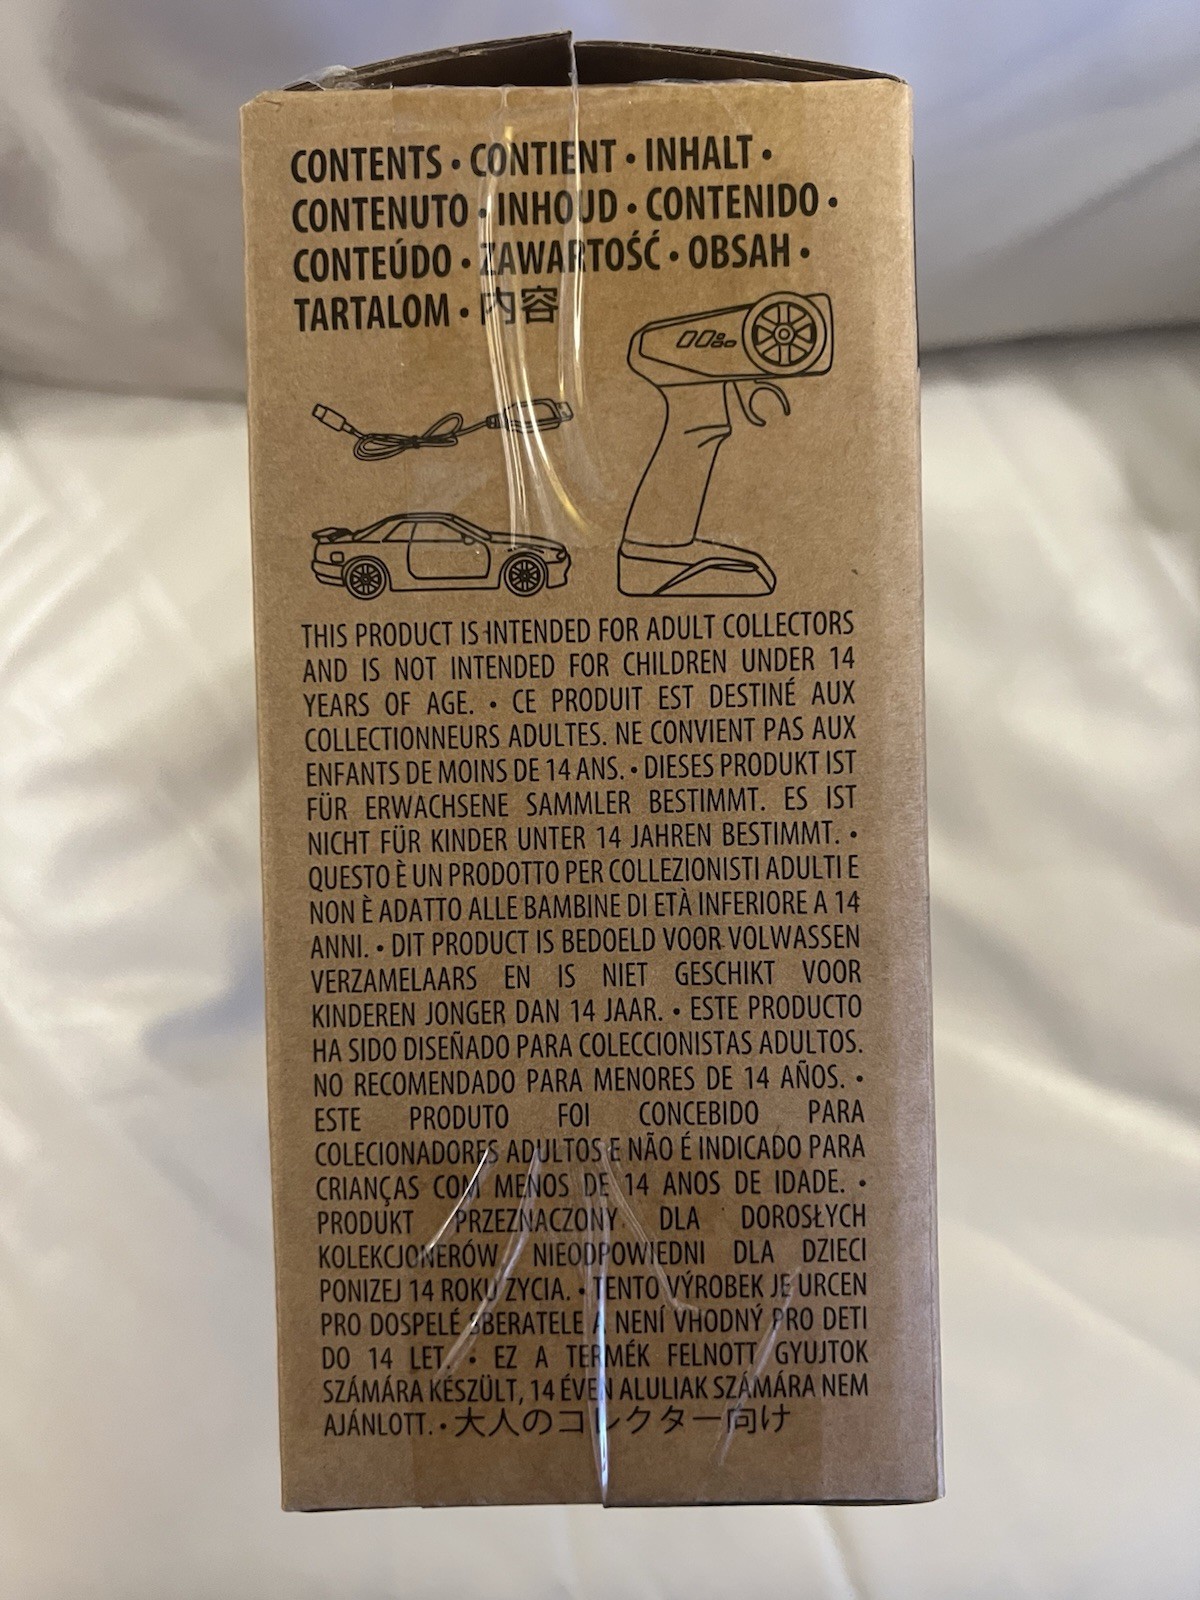 CONTENTS • CONTIENT • INHALT •
CONTENUTO • INHOUD • CONTENIDO •
CONTEÚDO • ZAWARTOŚĆ • OBSAH •
TARTALOM • 内容
THIS PRODUCT IS INTENDED FOR ADULT COLLECTORS
AND IS NOT INTENDED FOR CHILDREN UNDER 14
YEARS OF AGE. • CE PRODUIT EST DESTINÉ AUX
COLLECTIONNEURS ADULTES. NE CONVIENT PAS AUX
ENFANTS DE MOINS DE 14 ANS. • DIESES PRODUKT IST
FÜR ERWACHSENE SAMMLER BESTIMMT. ES IST
NICHT FÜR KINDER UNTER 14 JAHREN BESTIMMT. •
QUESTO È UN PRODOTTO PER COLLEZIONISTI ADULTI E
NON È ADATTO ALLE BAMBINE DI ETÀ INFERIORE A 14
ANNI. • DIT PRODUCT IS BEDOELD VOOR VOLWASSEN
VERZAMELAARS EN IS NIET GESCHIKT VOOR
KINDEREN JONGER DAN 14 JAAR. • ESTE PRODUCTO
HA SIDO DISEÑADO PARA COLECCIONISTAS ADULTOS.
NO RECOMENDADO PARA MENORES DE 14 AÑOS. •
ESTE PRODUTO FOI CONCEBIDO PARA
COLECIONADORES ADULTOS E NÃO É INDICADO PARA
CRIANÇAS COM MENOS DE 14 ANOS DE IDADE. •
PRODUKT PRZEZNACZONY DLA DOROSŁYCH
KOLEKCJONERÓW NIEODPOWIEDNI DLA DZIECI
PONIZEJ 14 ROKU ZYCIA. • TENTO VÝROBEK JE URCEN
PRO DOSPELÉ SBERATELE A NENÍ VHODNÝ PRO DETI
DO 14 LET. • EZ A TERMÉK FELNOTT GYUJTOK
SZÁMÁRA KÉSZÜLT, 14 ÉVEN ALULIAK SZÁMÁRA NEM
AJÁNLOTT. • 大人のコレクター向け